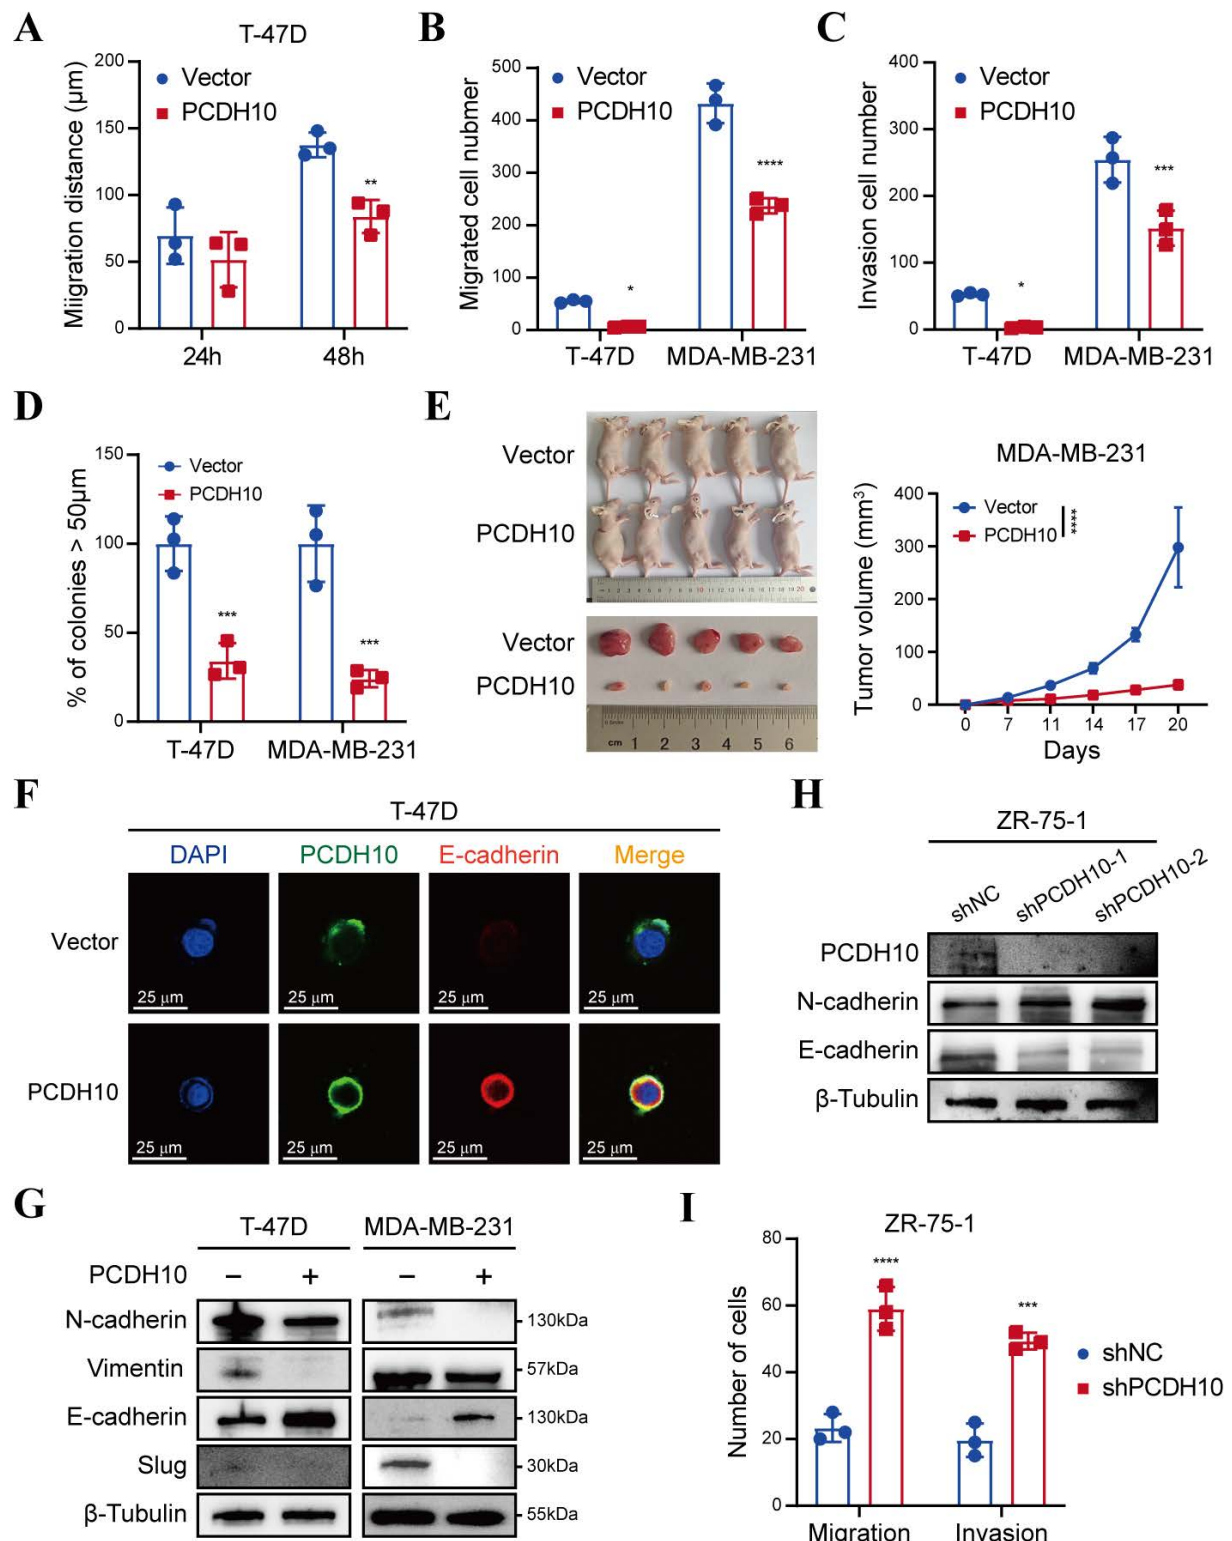 A
T-47D
Miigration distance (μm)
200
150
100
50
0
Vector
PCDH10
**
24h
48h
B
Migrated cell nubmer
500
400
300
200
100
0
Vector
PCDH10
*
****
T-47D
MDA-MB-231
C
Invasion cell number
400
300
200
100
0
Vector
PCDH10
*
***
T-47D
MDA-MB-231
D
% of colonies > 50μm
150
100
50
0
Vector
PCDH10
***
***
T-47D
MDA-MB-231
E
Vector
PCDH10
Vector
PCDH10
cm 1 2 3 4 5 6
MDA-MB-231
Tumor volume (mm³)
400
300
200
100
0
Vector
PCDH10
****
0 7 11 14 17 20
Days
F
T-47D
DAPI PCDH10 E-cadherin Merge
Vector
25 μm 25 μm 25 μm 25 μm
PCDH10
25 μm 25 μm 25 μm 25 μm
H
ZR-75-1
shNC shPCDH10-1 shPCDH10-2
PCDH10
N-cadherin
E-cadherin
β-Tubulin
G
T-47D MDA-MB-231
PCDH10 − + − +
N-cadherin 130kDa
Vimentin 57kDa
E-cadherin 130kDa
Slug 30kDa
β-Tubulin 55kDa
I
ZR-75-1
Number of cells
80
60
40
20
0
****
***
shNC
shPCDH10
Migration
Invasion